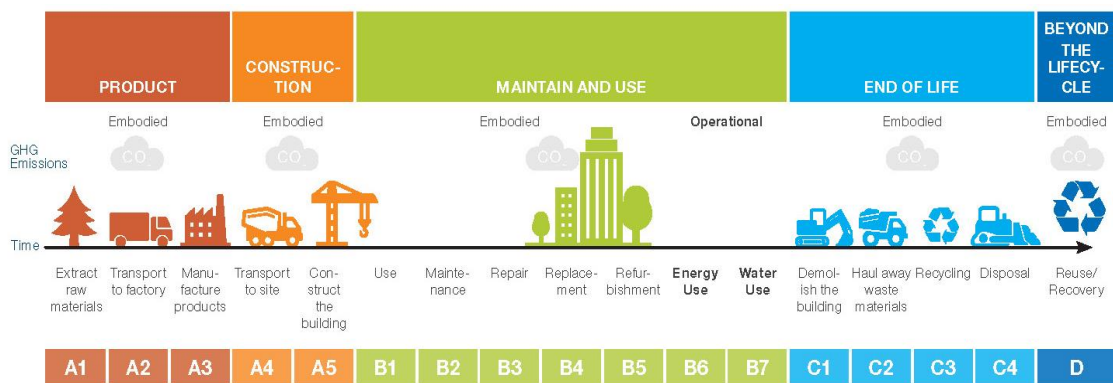 PRODUCT
CONSTRUC-
TION
MAINTAIN AND USE
END OF LIFE
BEYOND
THE
LIFECY-
CLE
Embodied
Embodied
Embodied
Operational
Embodied
Embodied
GHG
Emissions
CO
CO
CO
CO
CO
Time
Extract
raw
materials
Transport
to factory
Manu-
facture
products
Transport
to site
Con-
struct
the
building
Use
Mainte-
nance
Repair
Replace-
ment
Refur-
bishment
Energy
Use
Water
Use
Demol-
ish the
building
Haul away
waste
materials
Recycling
Disposal
Reuse/
Recovery
A1 A2 A3 A4 A5 B1 B2 B3 B4 B5 B6 B7 C1 C2 C3 C4 D